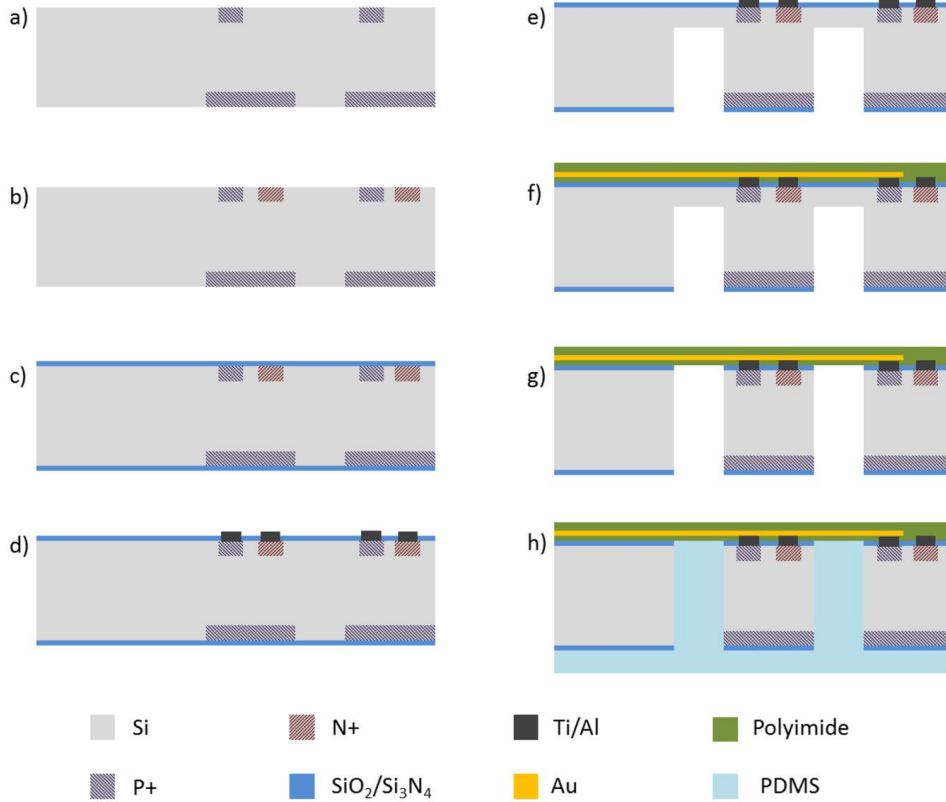 a)
b)
c)
d)
e)
f)
g)
h)
Si
N+
Ti/Al
Polyimide
P+
SiO₂/Si₃N₄
Au
PDMS